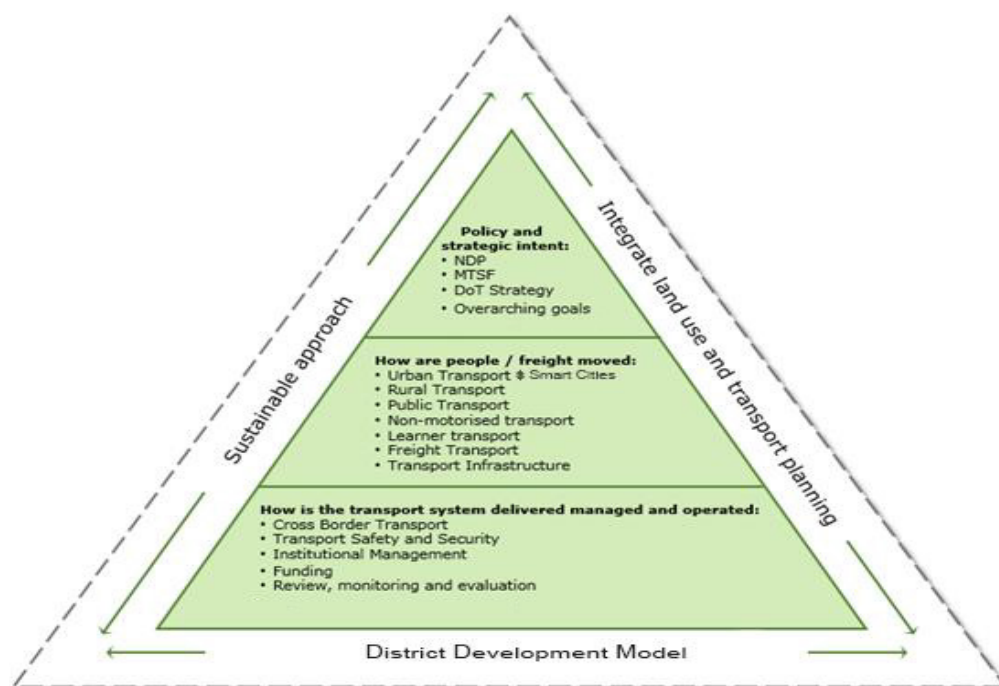 Policy and
strategic intent:
• NDP
• MTSF
• DoT Strategy
• Overarching goals
How are people / freight moved:
• Urban Transport & Smart Cities
• Rural Transport
• Public Transport
• Non-motorised transport
• Learner transport
• Freight Transport
• Transport Infrastructure
How is the transport system delivered managed and operated:
• Cross Border Transport
• Transport Safety and Security
• Institutional Management
• Funding
• Review, monitoring and evaluation
Sustainable approach
Integrate land use and transport planning
District Development Model